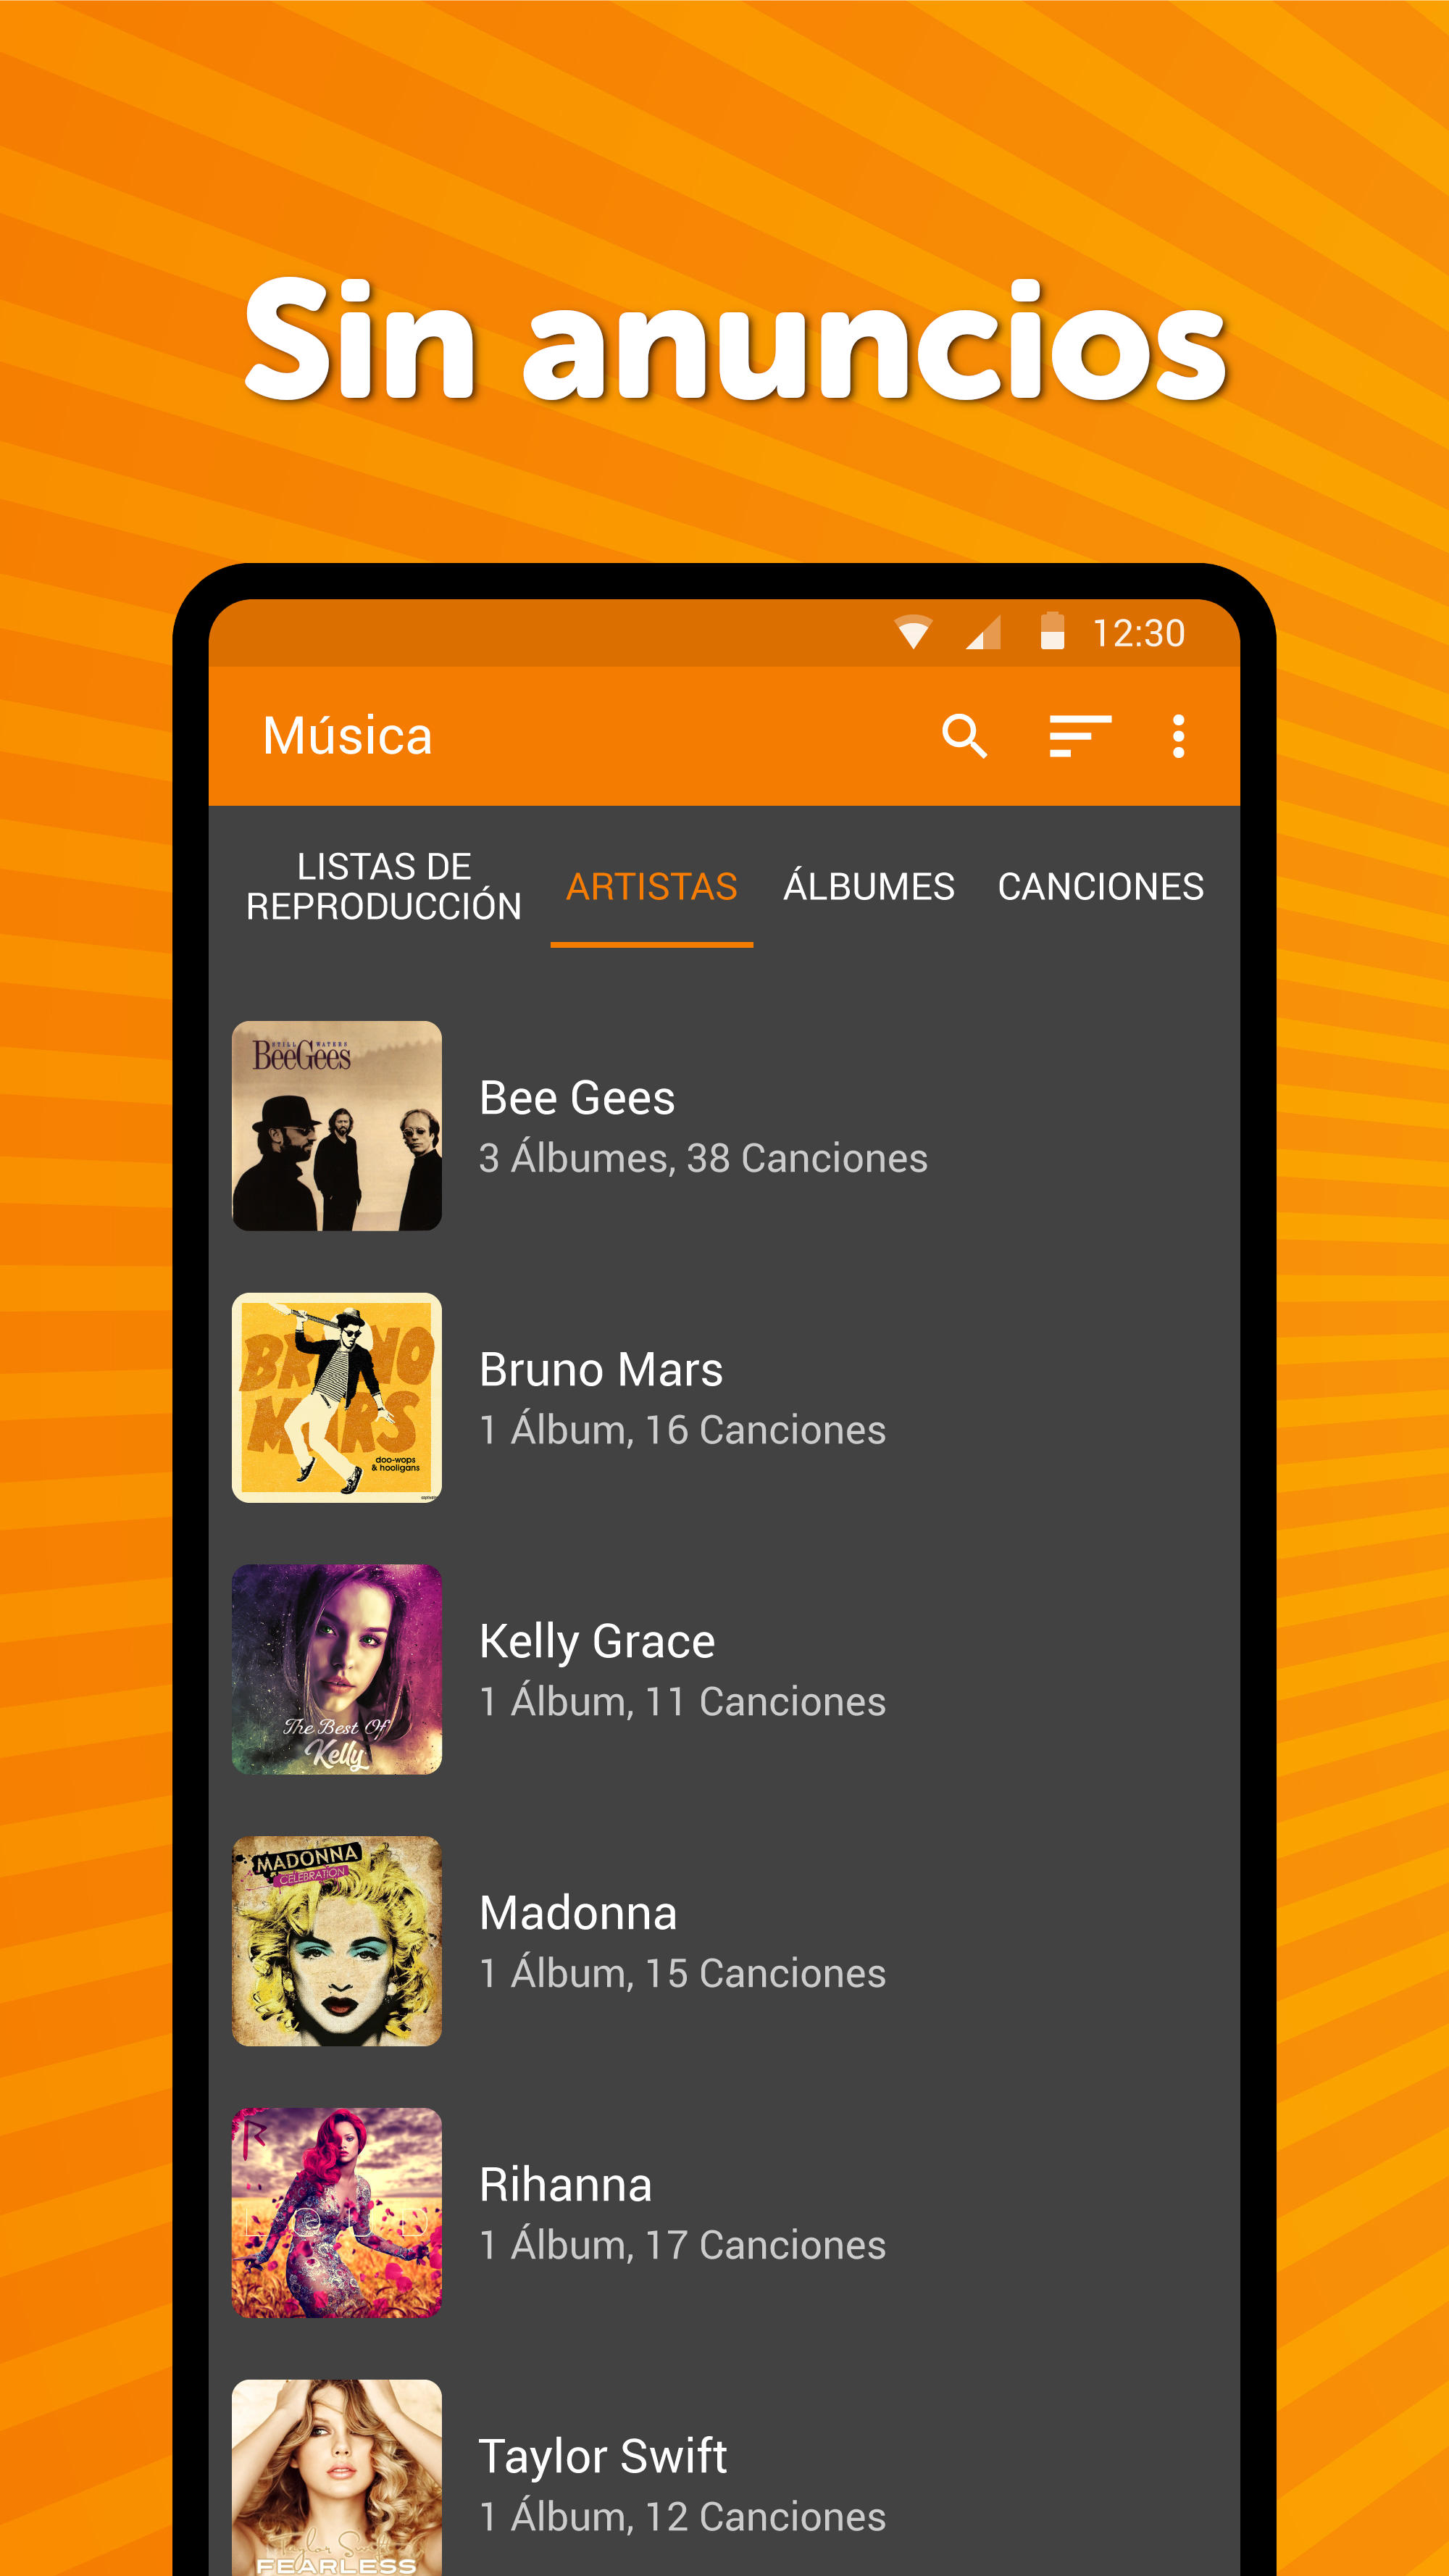 Sin anuncios
12:30
Música
LISTAS DE
REPRODUCCIÓN
ARTISTAS
ÁLBUMES
CANCIONES
STILL WATERS
BeeGees
Bee Gees
3 Álbumes, 38 Canciones
BRUNO
MARS
doo-wops
& hooligans
Bruno Mars
1 Álbum, 16 Canciones
The Best Of
Kelly
Kelly Grace
1 Álbum, 11 Canciones
MADONNA
CELEBRATION
Madonna
1 Álbum, 15 Canciones
R
LOUD
Rihanna
1 Álbum, 17 Canciones
Taylor Swift
FEARLESS
Taylor Swift
1 Álbum, 12 Canciones